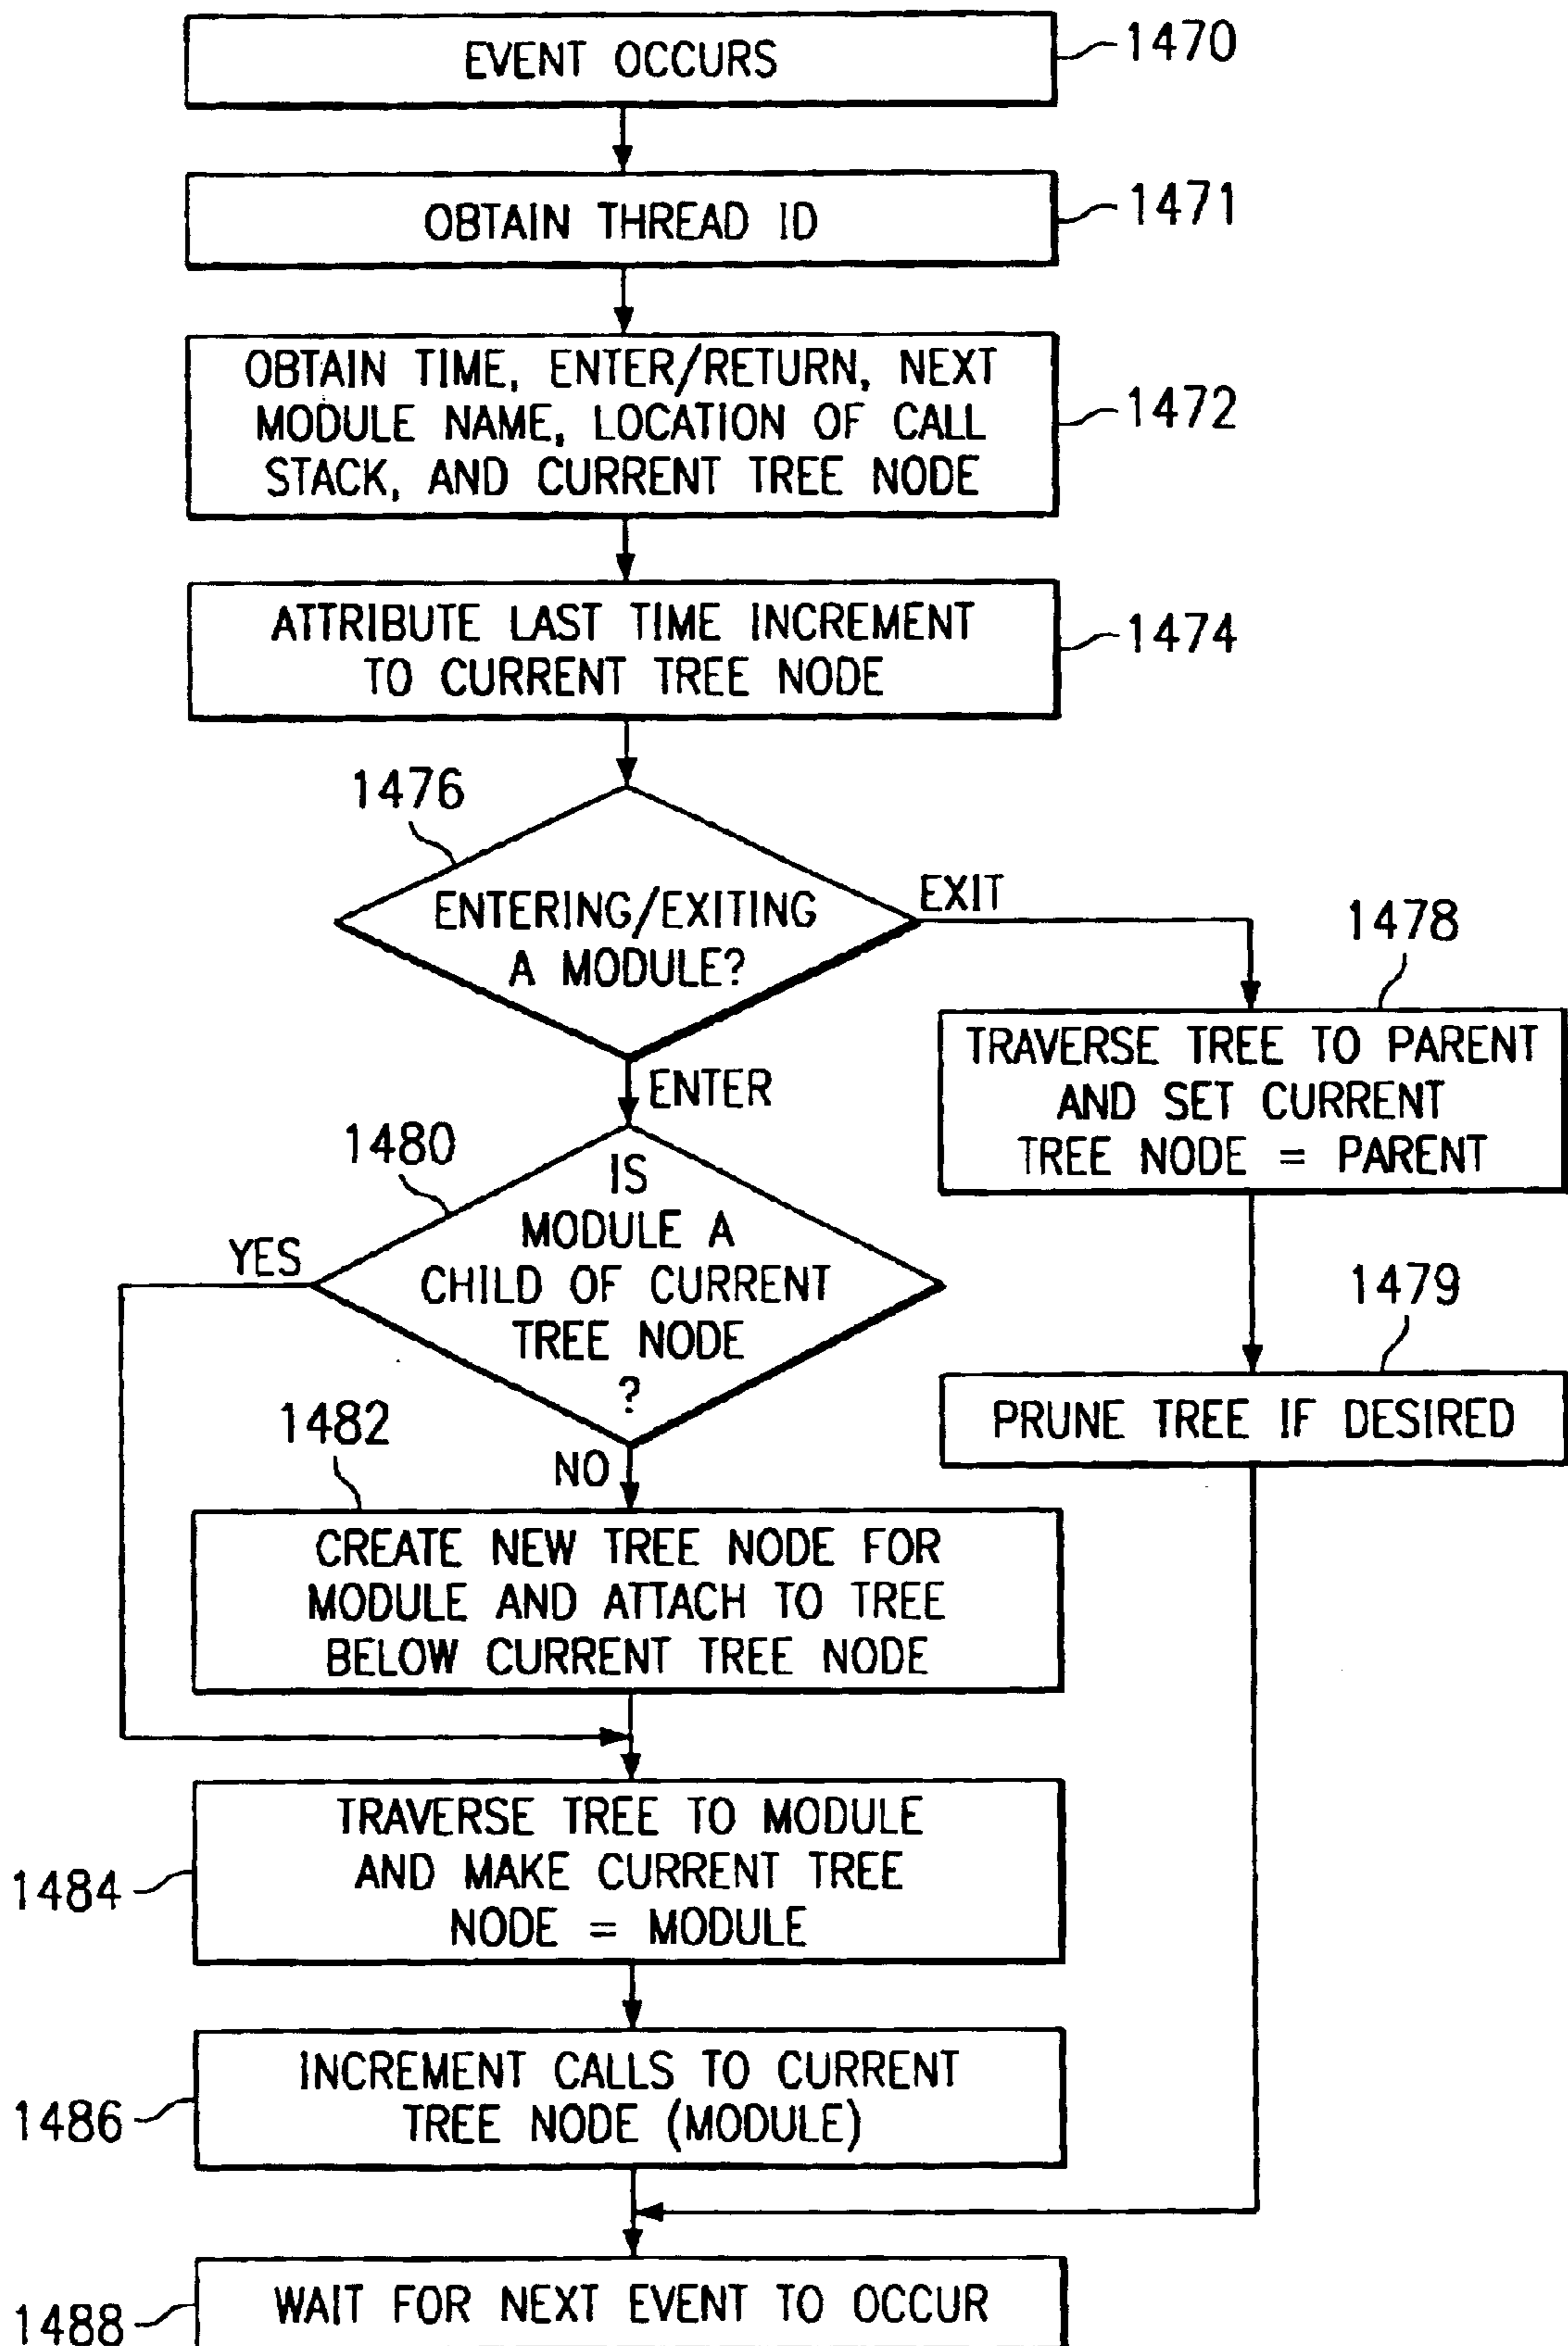 EVENT OCCURS
1470
OBTAIN THREAD ID
1471
OBTAIN TIME, ENTER/RETURN, NEXT
MODULE NAME, LOCATION OF CALL
STACK, AND CURRENT TREE NODE
1472
ATTRIBUTE LAST TIME INCREMENT
TO CURRENT TREE NODE
1474
1476
ENTERING/EXITING
A MODULE?
EXIT
ENTER
1478
TRAVERSE TREE TO PARENT
AND SET CURRENT
TREE NODE = PARENT
1479
PRUNE TREE IF DESIRED
1480
IS
MODULE A
CHILD OF CURRENT
TREE NODE
?
YES
NO
1482
CREATE NEW TREE NODE FOR
MODULE AND ATTACH TO TREE
BELOW CURRENT TREE NODE
TRAVERSE TREE TO MODULE
AND MAKE CURRENT TREE
NODE = MODULE
1484
INCREMENT CALLS TO CURRENT
TREE NODE (MODULE)
1486
WAIT FOR NEXT EVENT TO OCCUR
1488